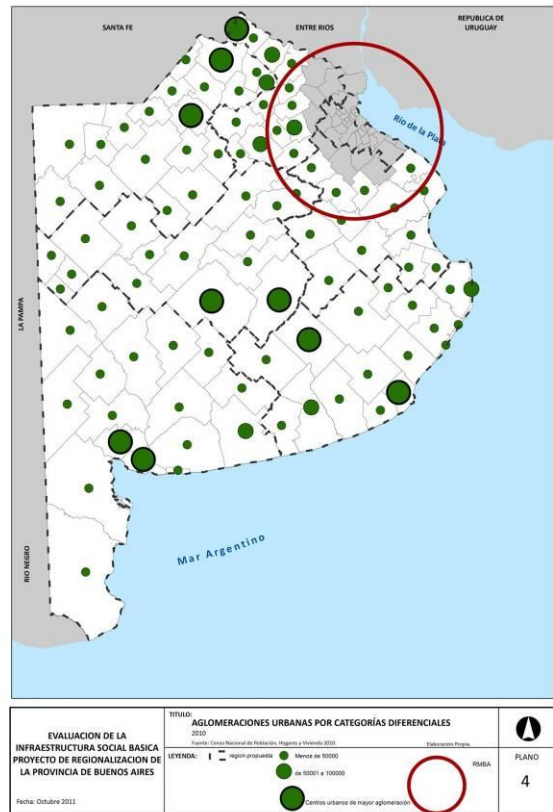 SANTA FE
ENTRE RIOS
REPUBLICA DE
URUGUAY
Río de la Plata
LA PAMPA
RIO NEGRO
Mar Argentino
EVALUACION DE LA
INFRAESTRUCTURA SOCIAL BASICA
PROYECTO DE REGIONALIZACION DE
LA PROVINCIA DE BUENOS AIRES
Fecha: Octubre 2011
TITULO:
AGLOMERACIONES URBANAS POR CATEGORÍAS DIFERENCIALES
2010
Fuente: Censo Nacional de Población, Hogares y Vivienda 2010
Elaboración Propia.
LEYENDA:
region propuesta
Menos de 50000
de 50001 a 100000
Centros urbanos de mayor aglomeración
RMBA
PLANO
4